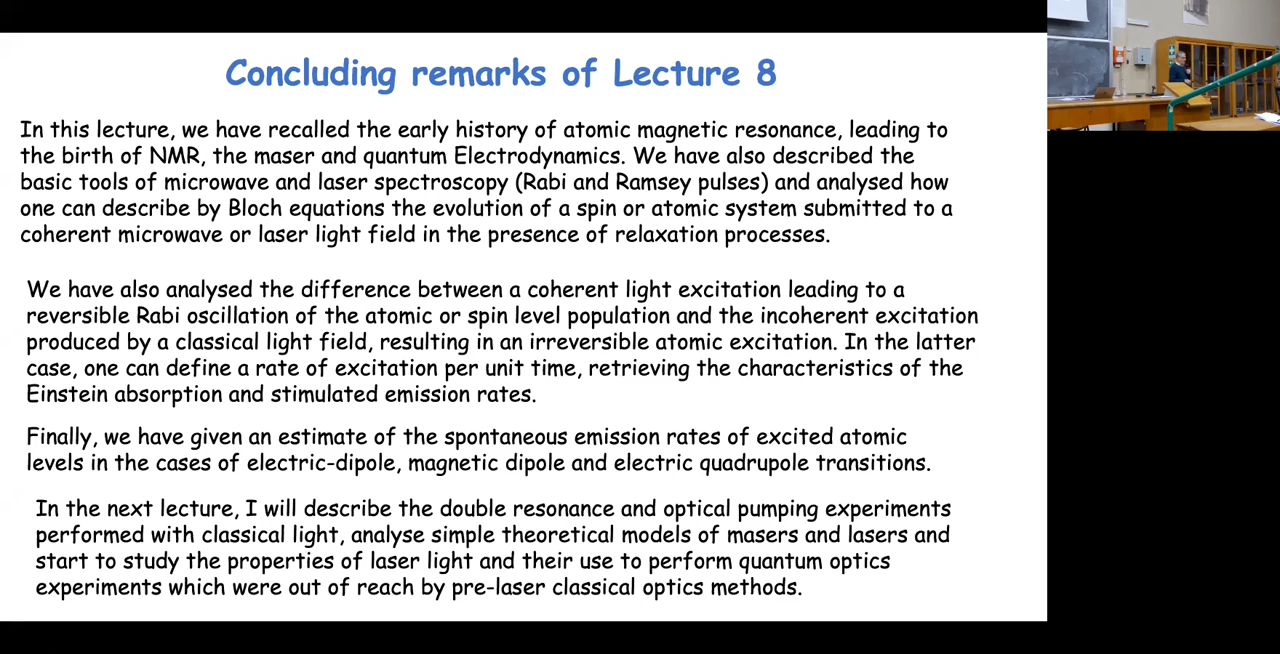 Concluding remarks of Lecture 8
In this lecture, we have recalled the early history of atomic magnetic resonance, leading to
the birth of NMR, the maser and quantum Electrodynamics. We have also described the
basic tools of microwave and laser spectroscopy (Rabi and Ramsey pulses) and analysed how
one can describe by Bloch equations the evolution of a spin or atomic system submitted to a
coherent microwave or laser light field in the presence of relaxation processes.
We have also analysed the difference between a coherent light excitation leading to a
reversible Rabi oscillation of the atomic or spin level population and the incoherent excitation
produced by a classical light field, resulting in an irreversible atomic excitation. In the latter
case, one can define a rate of excitation per unit time, retrieving the characteristics of the
Einstein absorption and stimulated emission rates.
Finally, we have given an estimate of the spontaneous emission rates of excited atomic
levels in the cases of electric-dipole, magnetic dipole and electric quadrupole transitions.
In the next lecture, I will describe the double resonance and optical pumping experiments
performed with classical light, analyse simple theoretical models of masers and lasers and
start to study the properties of laser light and their use to perform quantum optics
experiments which were out of reach by pre-laser classical optics methods.